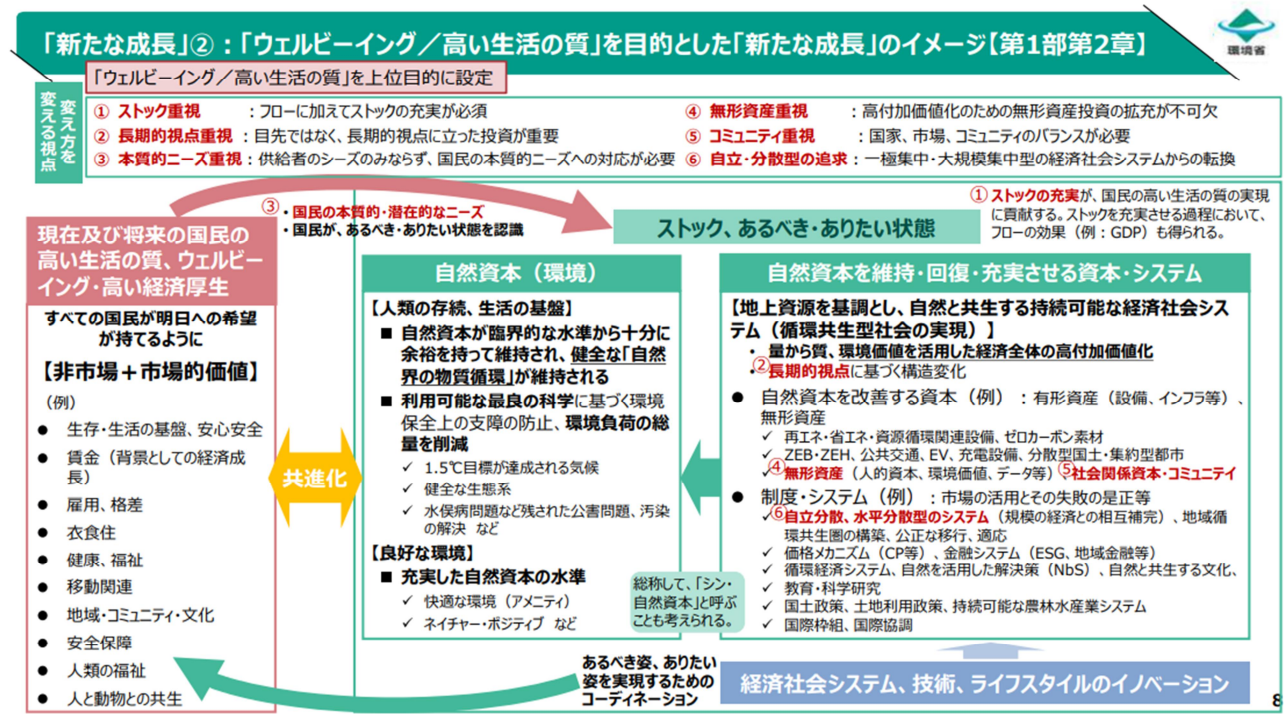 「新たな成長」②：「ウェルビーイング／高い生活の質」を目的とした「新たな成長」のイメージ【第1部第2章】
環境省
「ウェルビーイング／高い生活の質」を上位目的に設定
変え方を
変える視点
① ストック重視　：フローに加えてストックの充実が必須
② 長期的視点重視：目先ではなく、長期的視点に立った投資が重要
③ 本質的ニーズ重視：供給者のシーズのみならず、国民の本質的ニーズへの対応が必要
④ 無形資産重視　：高付加価値化のための無形資産投資の拡充が不可欠
⑤ コミュニティ重視　：国家、市場、コミュニティのバランスが必要
⑥ 自立・分散型の追求：一極集中・大規模集中型の経済社会システムからの転換
③
・国民の本質的・潜在的なニーズ
・国民が、あるべき・ありたい状態を認識
ストック、あるべき・ありたい状態
①ストックの充実が、国民の高い生活の質の実現
に貢献する。ストックを充実させる過程において、
フローの効果（例：GDP）も得られる。
現在及び将来の国民の
高い生活の質、ウェルビー
イング・高い経済厚生
すべての国民が明日への希望
が持てるように
【非市場＋市場的価値】
（例）
● 生存・生活の基盤、安心安全
● 賃金（背景としての経済成
長）
● 雇用、格差
● 衣食住
● 健康、福祉
● 移動関連
● 地域・コミュニティ・文化
● 安全保障
● 人類の福祉
● 人と動物との共生
共進化
自然資本（環境）
【人類の存続、生活の基盤】
■ 自然資本が臨界的な水準から十分に
余裕を持って維持され、健全な「自然
界の物質循環」が維持される
■ 利用可能な最良の科学に基づく環境
保全上の支障の防止、環境負荷の総
量を削減
✓ 1.5℃目標が達成される気候
✓ 健全な生態系
✓ 水俣病問題など残された公害問題、汚染
の解決 など
【良好な環境】
■ 充実した自然資本の水準
✓ 快適な環境（アメニティ）
✓ ネイチャー・ポジティブ など
総称して、「シン・
自然資本」と呼ぶ
ことも考えられる。
自然資本を維持・回復・充実させる資本・システム
【地上資源を基調とし、自然と共生する持続可能な経済社会シス
テム（循環共生型社会の実現）】
・ 量から質、環境価値を活用した経済全体の高付加価値化
・ ②長期的視点に基づく構造変化
● 自然資本を改善する資本（例）：有形資産（設備、インフラ等）、
無形資産
✓ 再エネ・省エネ・資源循環関連設備、ゼロカーボン素材
✓ ZEB・ZEH、公共交通、EV、充電設備、分散型国土・集約型都市
✓ ④無形資産（人的資本、環境価値、データ等）⑤社会関係資本・コミュニテイ
● 制度・システム（例）：市場の活用とその失敗の是正等
✓ ⑥自立分散、水平分散型のシステム（規模の経済との相互補完）、地域循
環共生圏の構築、公正な移行、適応
✓ 価格メカニズム（CP等）、金融システム（ESG、地域金融等）
✓ 循環経済システム、自然を活用した解決策（NbS）、自然と共生する文化、
✓ 教育・科学研究
✓ 国土政策、土地利用政策、持続可能な農林水産業システム
✓ 国際枠組、国際協調
あるべき姿、ありたい
姿を実現するための
コーディネーション
経済社会システム、技術、ライフスタイルのイノベーション
8